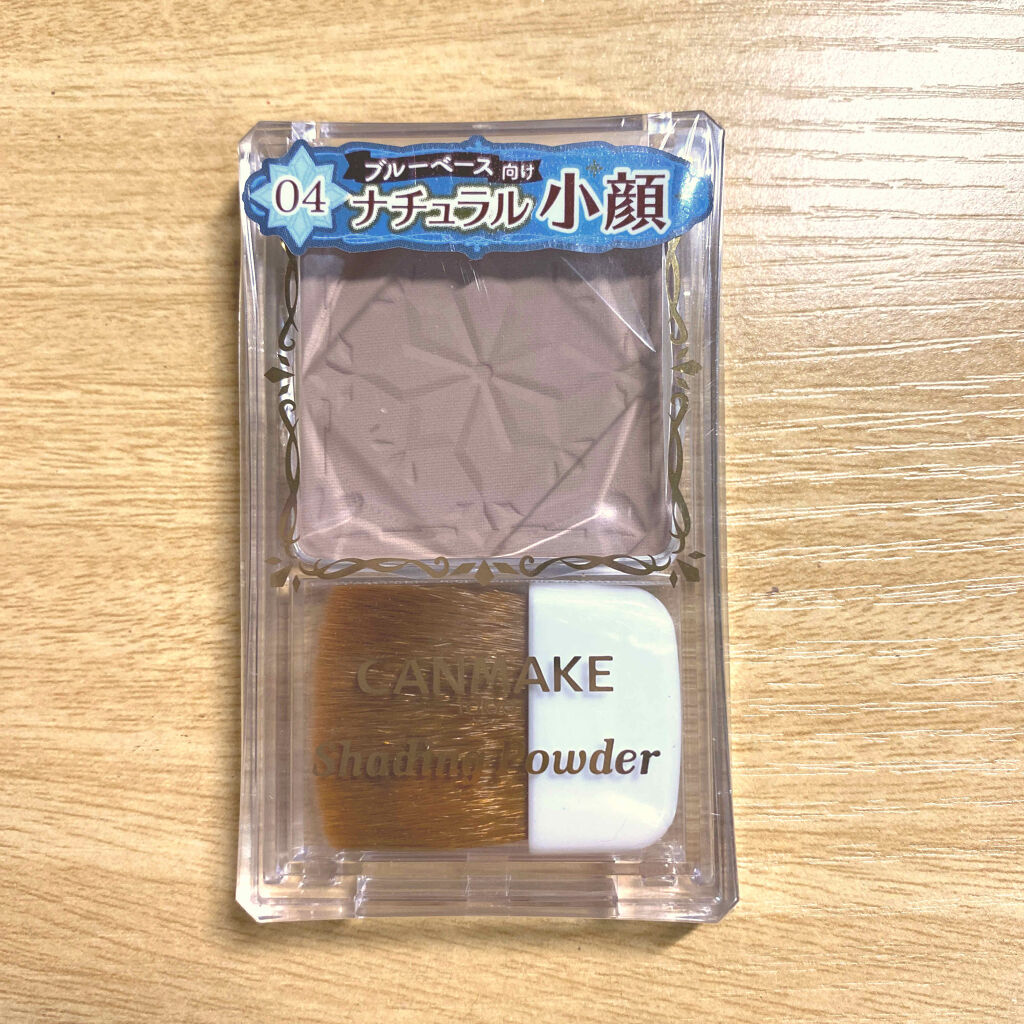 04
ブルーベース 向け
ナチュラル 小顔
CANMAKE
TOKYO
Shading Powder